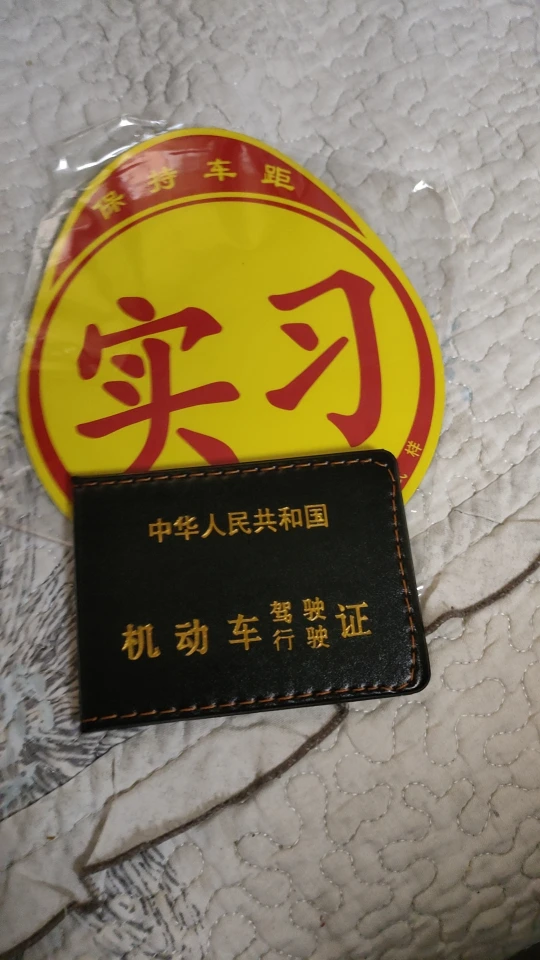 保持车距
实习
样
中华人民共和国
机动车驾驶
行驶证